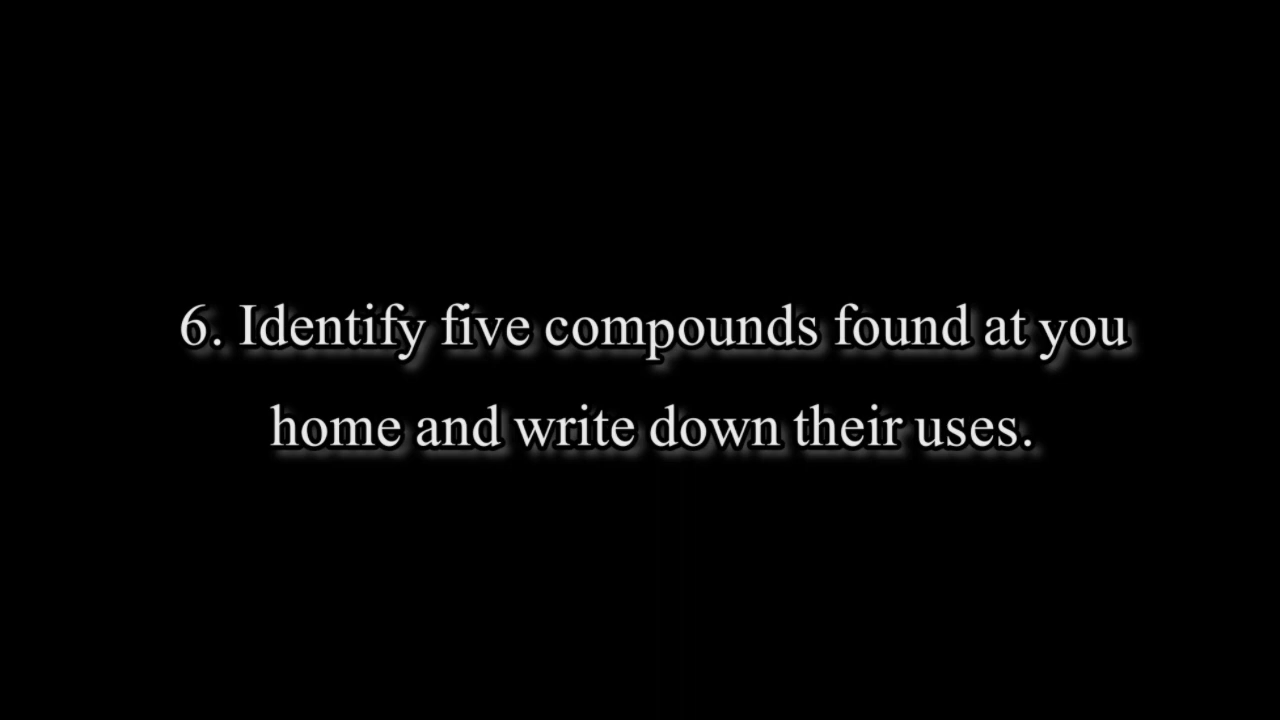 6. Identify five compounds found at you
home and write down their uses.